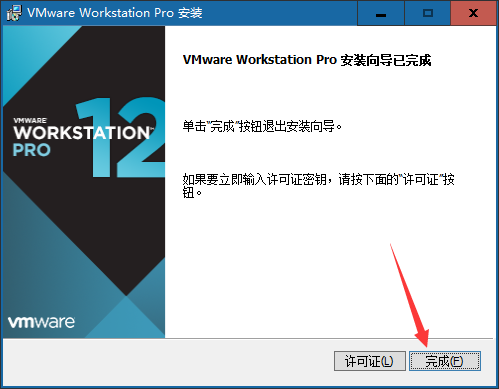 VMware Workstation Pro 安装
VMware Workstation Pro 安装向导已完成
单击"完成"按钮退出安装向导。
如果要立即输入许可证密钥，请按下面的"许可证"按
钮。
VMWARE
WORKSTATION
PRO
12
vmware
许可证(L)
完成(F)